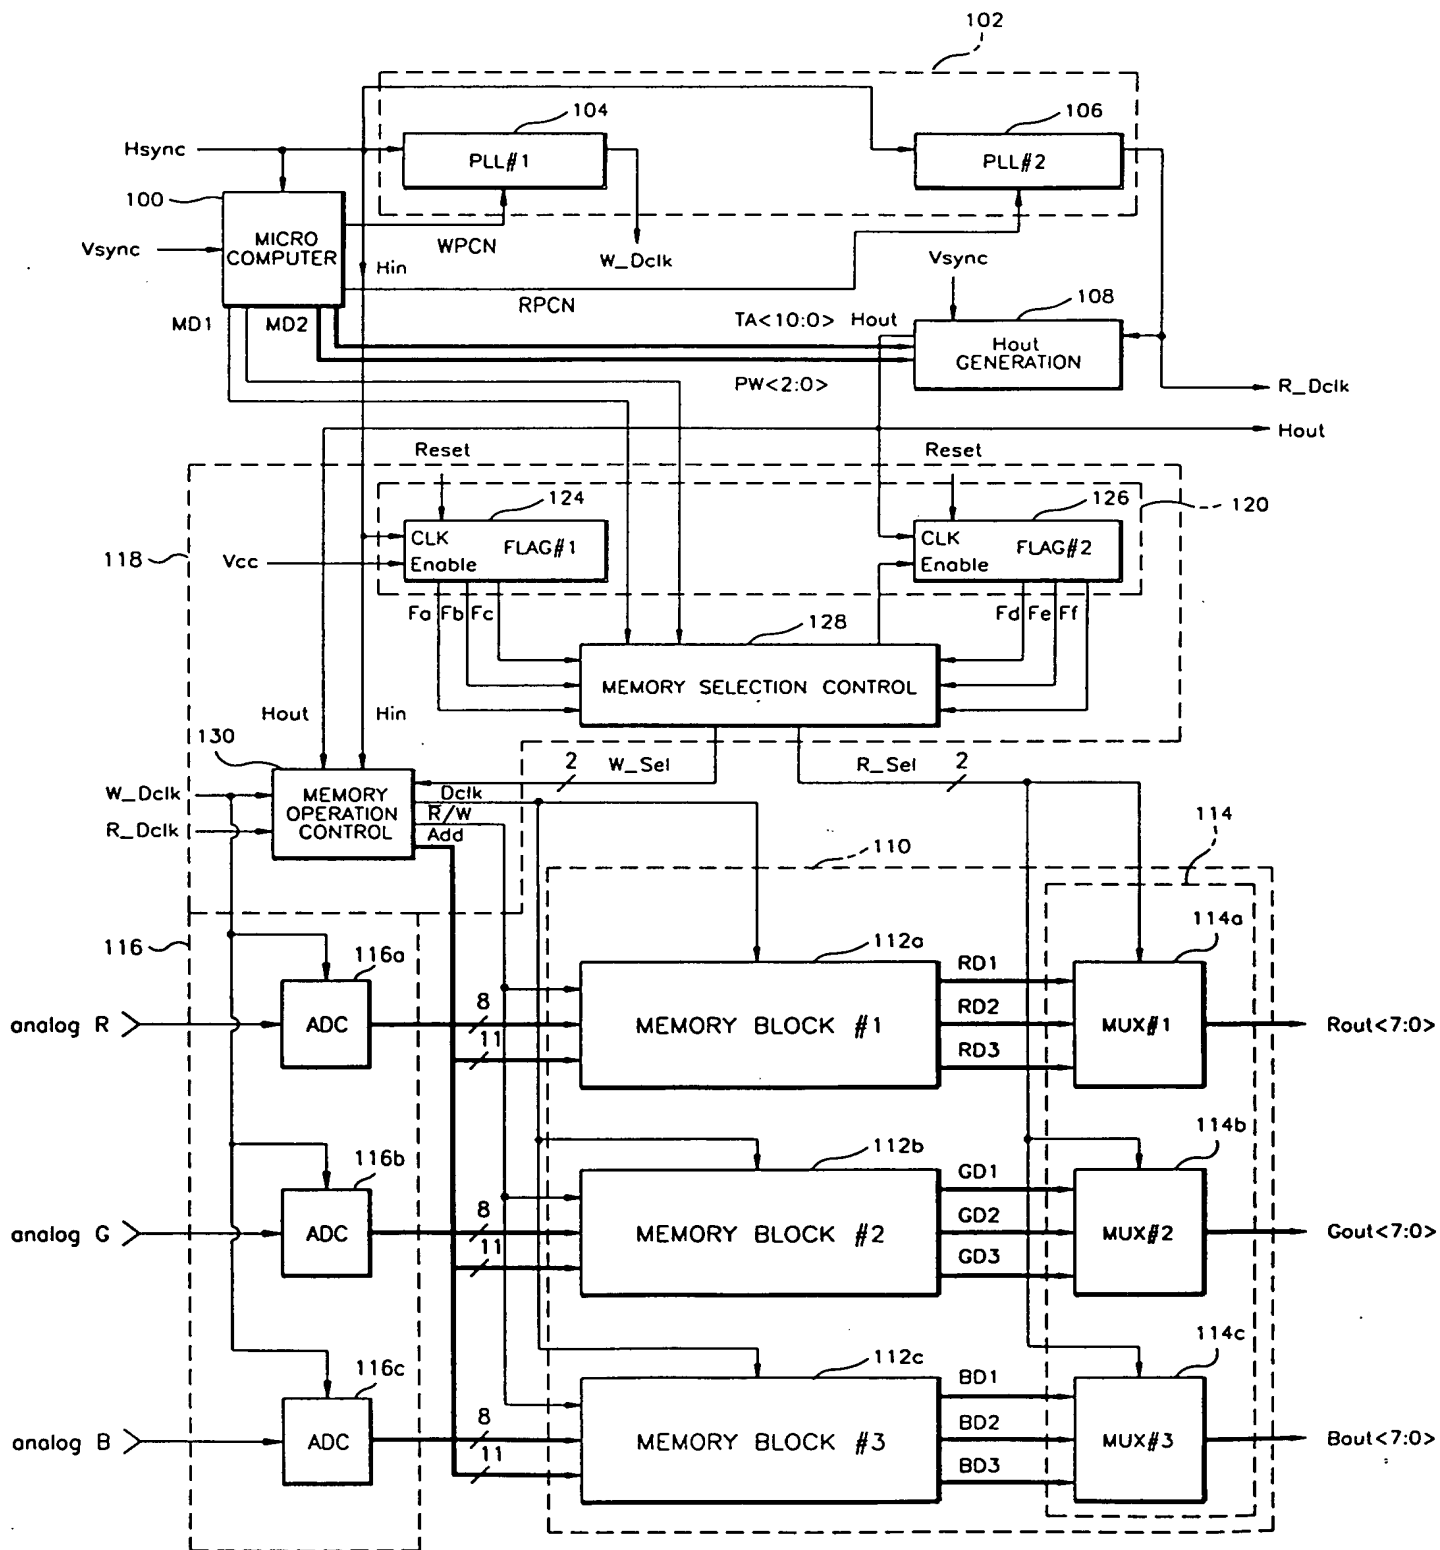 102
104
106
Hsync
PLL#1
PLL#2
100
MICRO
COMPUTER
Vsync
WPCN
W_Dclk
Hin
Vsync
RPCN
108
MD1
MD2
TA<10:0>
Hout
Hout
GENERATION
PW<2:0>
R_Dclk
Hout
Reset
Reset
124
126
120
CLK
FLAG#1
Enable
CLK
FLAG#2
Enable
118
Vcc
Fa
Fb
Fc
Fd
Fe
Ff
128
MEMORY SELECTION CONTROL
Hout
Hin
130
2
W_Sel
R_Sel
2
W_Dclk
R_Dclk
MEMORY
OPERATION
CONTROL
Dclk
R̅/W
Add
110
114
116
116a
112a
114a
analog R
ADC
8
11
MEMORY BLOCK #1
RD1
RD2
RD3
MUX#1
Rout<7:0>
116b
112b
114b
analog G
ADC
8
11
MEMORY BLOCK #2
GD1
GD2
GD3
MUX#2
Gout<7:0>
116c
112c
114c
analog B
ADC
8
11
MEMORY BLOCK #3
BD1
BD2
BD3
MUX#3
Bout<7:0>